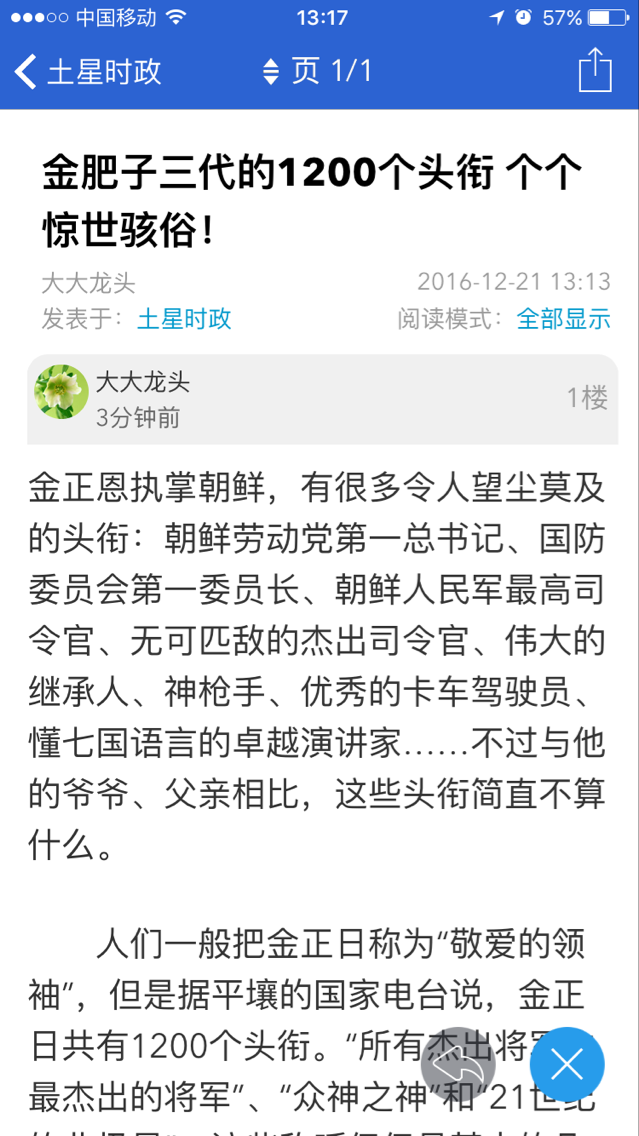 中国移动 13:17 57%
土星时政 页 1/1
金肥子三代的1200个头衔 个个
惊世骇俗！
大大龙头 2016-12-21 13:13
发表于：土星时政 阅读模式：全部显示
大大龙头
3分钟前 1楼
金正恩执掌朝鲜，有很多令人望尘莫及
的头衔：朝鲜劳动党第一总书记、国防
委员会第一委员长、朝鲜人民军最高司
令官、无可匹敌的杰出司令官、伟大的
继承人、神枪手、优秀的卡车驾驶员、
懂七国语言的卓越演讲家……不过与他
的爷爷、父亲相比，这些头衔简直不算
什么。
人们一般把金正日称为“敬爱的领
袖”，但是据平壤的国家电台说，金正
日共有1200个头衔。“所有杰出将
最杰出的将军”、“众神之神”和“21世纪